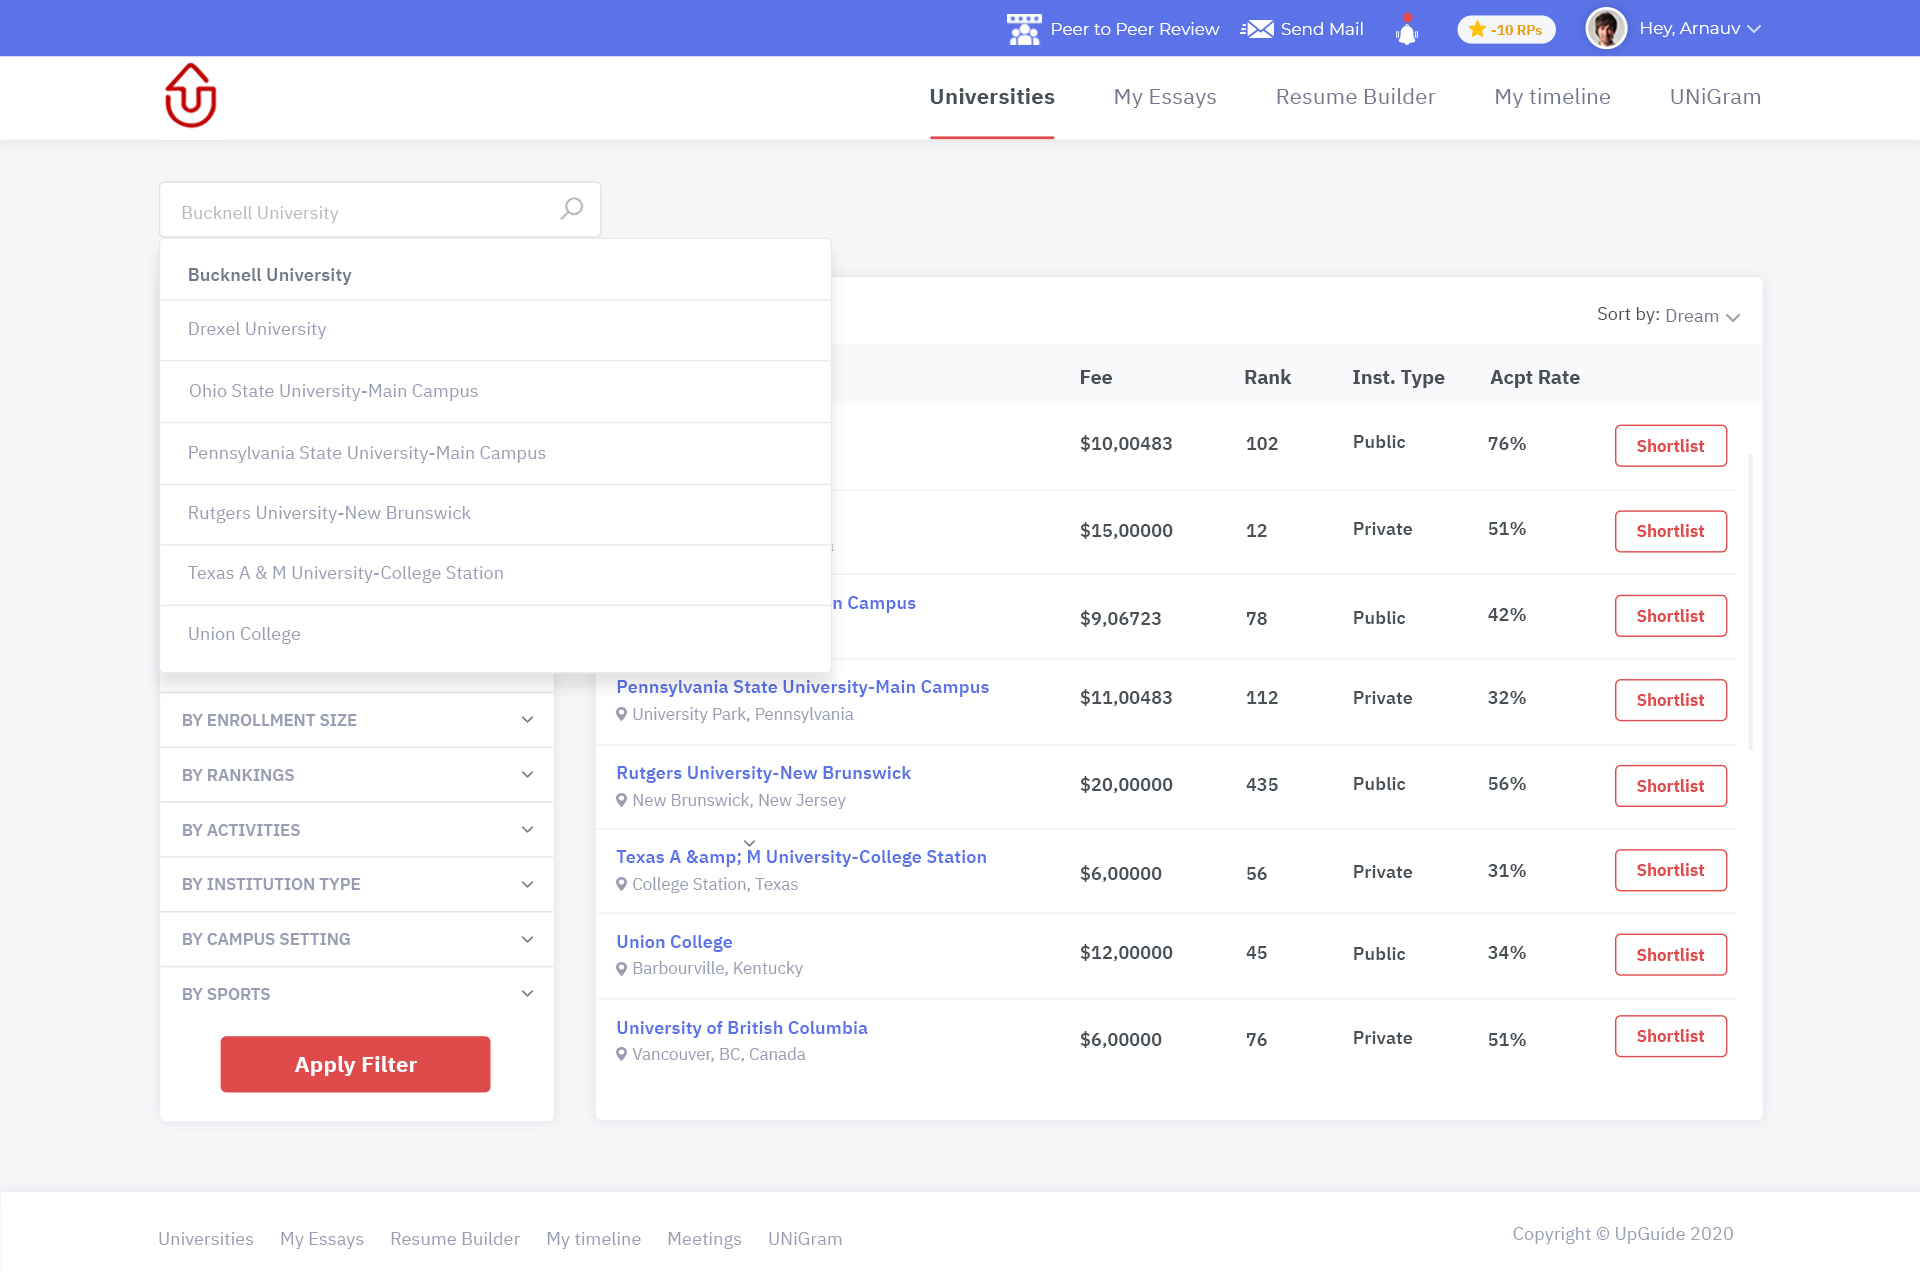 Peer to Peer Review Send Mail -10 RPs Hey, Arnauv
Universities My Essays Resume Builder My timeline UNiGram
Bucknell University
Bucknell University
Drexel University
Ohio State University-Main Campus
Pennsylvania State University-Main Campus
Rutgers University-New Brunswick
Texas A & M University-College Station
Union College
BY ENROLLMENT SIZE
BY RANKINGS
BY ACTIVITIES
BY INSTITUTION TYPE
BY CAMPUS SETTING
BY SPORTS
Apply Filter
Sort by: Dream
Fee Rank Inst. Type Acpt Rate
$10,00483 102 Public 76% Shortlist
$15,00000 12 Private 51% Shortlist
n Campus
$9,06723 78 Public 42% Shortlist
Pennsylvania State University-Main Campus
University Park, Pennsylvania
$11,00483 112 Private 32% Shortlist
Rutgers University-New Brunswick
New Brunswick, New Jersey
$20,00000 435 Public 56% Shortlist
Texas A &amp; M University-College Station
College Station, Texas
$6,00000 56 Private 31% Shortlist
Union College
Barbourville, Kentucky
$12,00000 45 Public 34% Shortlist
University of British Columbia
Vancouver, BC, Canada
$6,00000 76 Private 51% Shortlist
Universities My Essays Resume Builder My timeline Meetings UNiGram
Copyright © UpGuide 2020